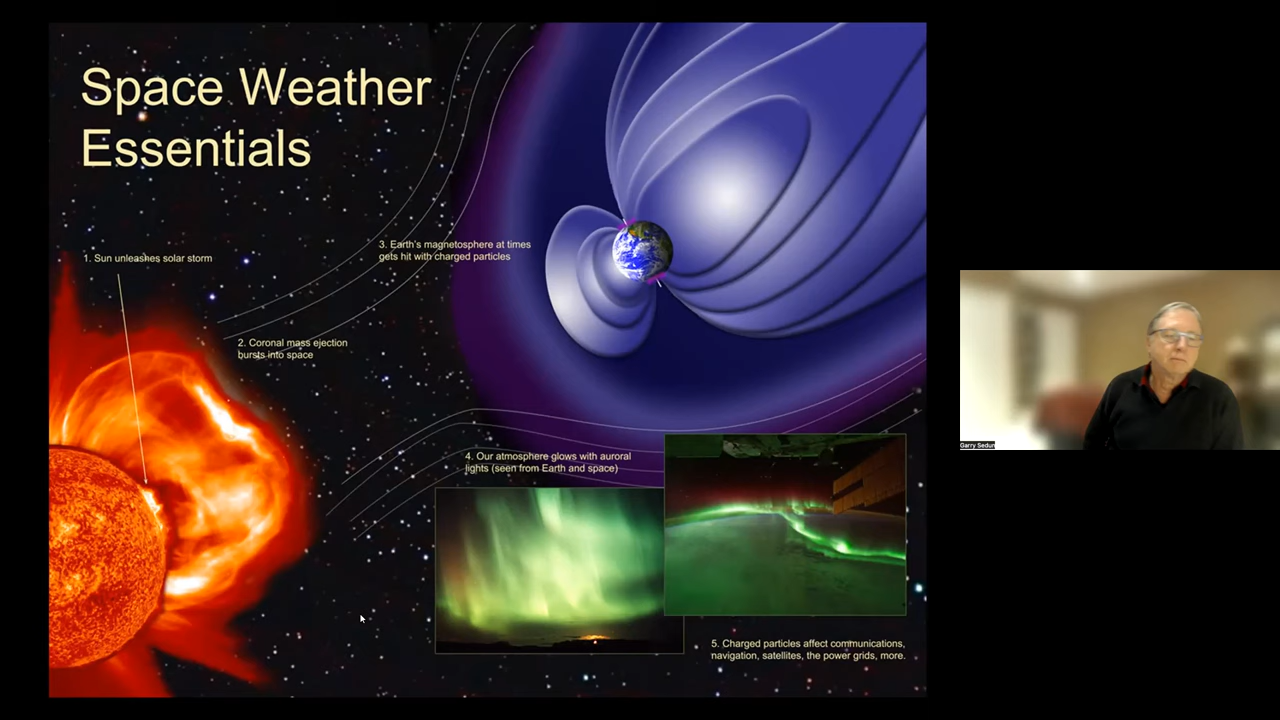 Space Weather
Essentials
1. Sun unleashes solar storm
2. Coronal mass ejection
bursts into space
3. Earth's magnetosphere at times
gets hit with charged particles
4. Our atmosphere glows with auroral
lights (seen from Earth and space)
5. Charged particles affect communications,
navigation, satellites, the power grids, more.
Garry Sedun